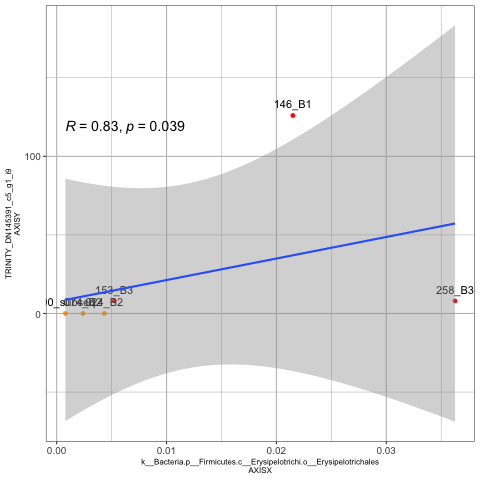 146_B1
R = 0.83, p = 0.039
100
TRINITY_DN145391_c5_g1_i9
AXISY
153_B3
258_B3
0
0.00
0.01
0.02
0.03
k__Bacteria.p__Firmicutes.c__Erysipelotrichi.o__Erysipelotrichales
AXISX